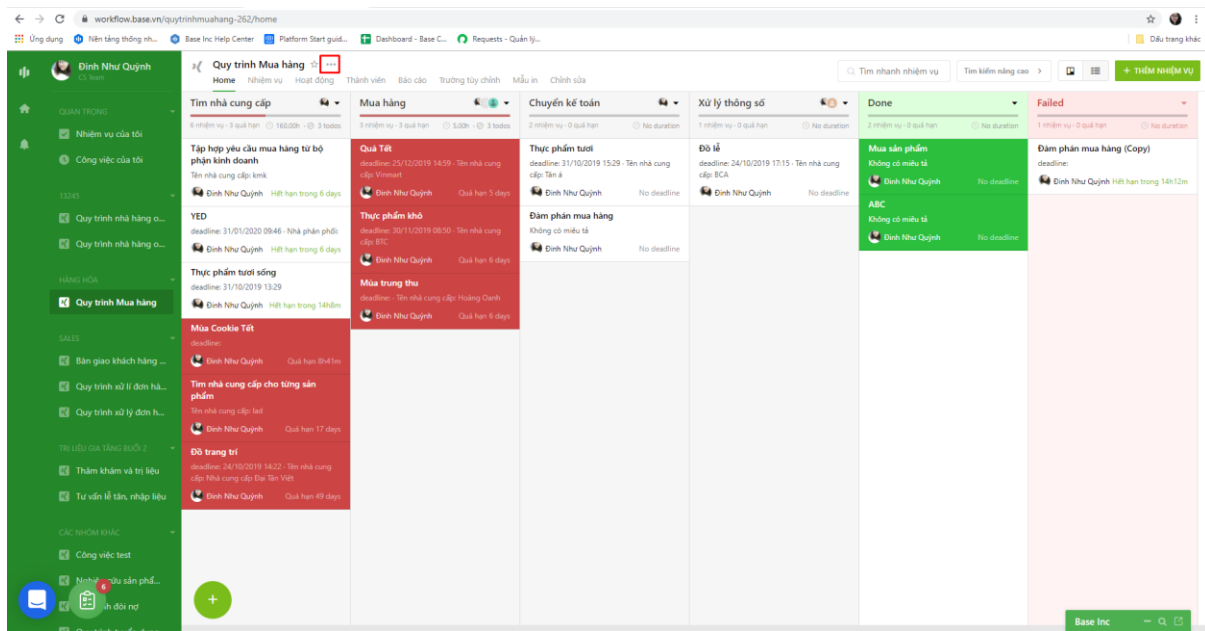 workflow.base.vn/quytrinhmuahang-262/home
Ứng dụng
Nền tảng thống nh...
Base Inc Help Center
Platform Start guid...
Dashboard - Base C...
Requests - Quản lý...
Dấu trang khác
Đinh Như Quỳnh
CS Team
QUAN TRỌNG
Nhiệm vụ của tôi
Công việc của tôi
13245
Quy trình nhà hàng o...
Quy trình nhà hàng o...
HÀNG HÓA
Quy trình Mua hàng
SALES
Bàn giao khách hàng ...
Quy trình xử lí đơn hà...
Quy trình xử lý đơn h...
TRỊ LIỆU GIA TĂNG BUỔI 2
Thăm khám và trị liệu
Tư vấn lễ tân, nhập liệu
CÁC NHÓM KHÁC
Công việc test
6
đòi nợ
Quy trình Mua hàng
Home Nhiệm vụ Hoạt động Thành viên Báo cáo Trường tùy chỉnh Mẫu in Chỉnh sửa
Tìm nhanh nhiệm vụ
Tìm kiếm nâng cao >
+ THÊM NHIỆM VỤ
Tìm nhà cung cấp
6 nhiệm vụ - 3 quá hạn 160.00h - 3 todos
Tập hợp yêu cầu mua hàng từ bộ
phận kinh doanh
Tên nhà cung cấp: kmk
Đinh Như Quỳnh Hết hạn trong 6 days
YED
deadline: 31/01/2020 09:46 - Nhà phân phối:
Đinh Như Quỳnh Hết hạn trong 6 days
Thực phẩm tươi sống
deadline: 31/10/2019 13:29
Đinh Như Quỳnh Hết hạn trong 14h8m
Mùa Cookie Tết
deadline:
Đinh Như Quỳnh Quá hạn 8h41m
Tìm nhà cung cấp cho từng sản
phẩm
Tên nhà cung cấp: lad
Đinh Như Quỳnh Quá hạn 17 days
Đồ trang trí
deadline: 24/10/2019 14:22 - Tên nhà cung
cấp: Nhà cung cấp Đại Tân Việt
Đinh Như Quỳnh Quá hạn 49 days
Mua hàng
3 nhiệm vụ - 3 quá hạn 5.00h - 3 todos
Quà Tết
deadline: 25/12/2019 14:59 - Tên nhà cung
cấp: Vinmart
Đinh Như Quỳnh Quá hạn 5 days
Thực phẩm khô
deadline: 30/11/2019 08:50 - Tên nhà cung
cấp: BTC
Đinh Như Quỳnh Quá hạn 6 days
Mùa trung thu
deadline: - Tên nhà cung cấp: Hoàng Oanh
Đinh Như Quỳnh Quá hạn 6 days
Chuyển kế toán
2 nhiệm vụ - 0 quá hạn No duration
Thực phẩm tươi
deadline: 31/10/2019 15:29 - Tên nhà cung
cấp: Tân á
Đinh Như Quỳnh No deadline
Đàm phán mua hàng
Không có miêu tả
Đinh Như Quỳnh No deadline
Xử lý thông số
1 nhiệm vụ - 0 quá hạn No duration
Đồ lễ
deadline: 24/10/2019 17:15 - Tên nhà cung
cấp: BCA
Đinh Như Quỳnh No deadline
Done
2 nhiệm vụ - 0 quá hạn No duration
Mua sản phẩm
Không có miêu tả
Đinh Như Quỳnh No deadline
ABC
Không có miêu tả
Đinh Như Quỳnh No deadline
Failed
1 nhiệm vụ - 0 quá hạn No duration
Đàm phán mua hàng (Copy)
deadline:
Đinh Như Quỳnh Hết hạn trong 14h12m
Base Inc